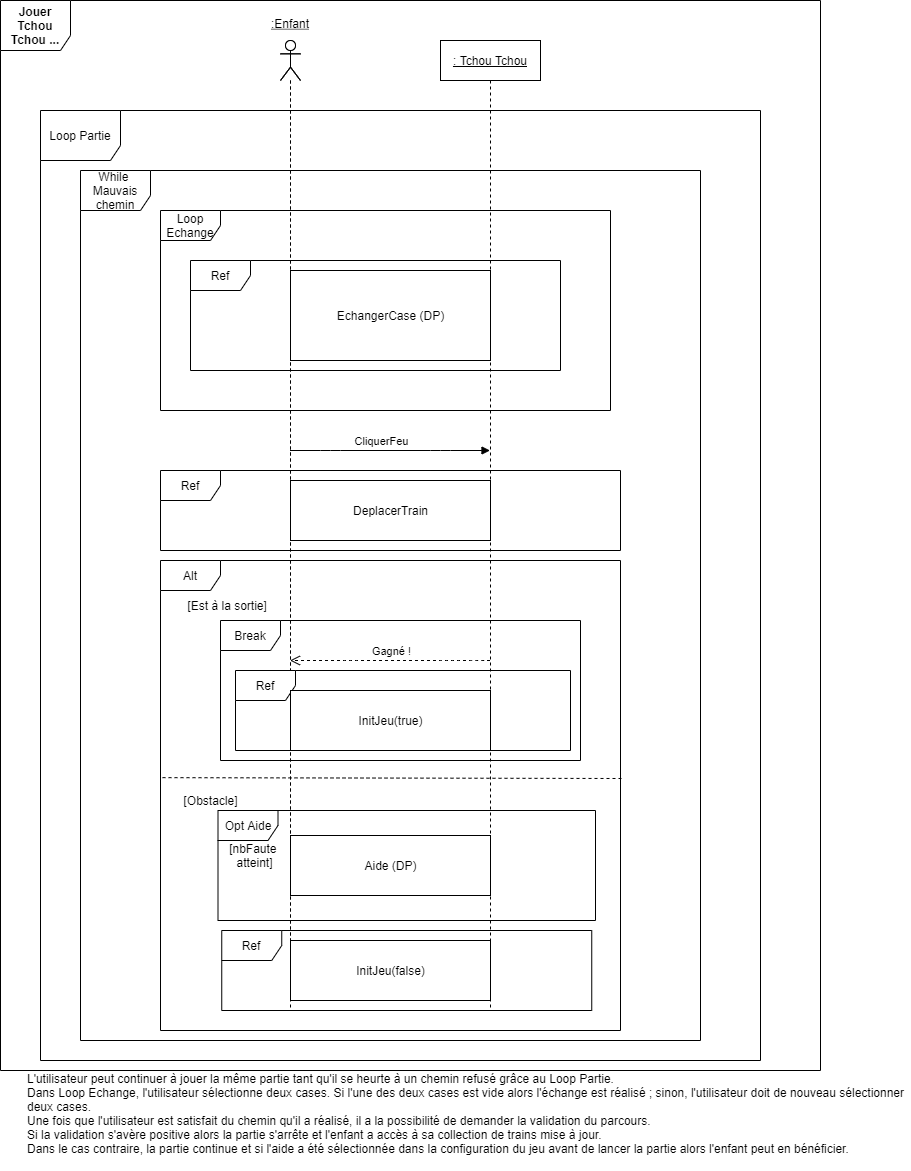 Jouer
Tchou
Tchou ...
:Enfant
: Tchou Tchou
Loop Partie
While
Mauvais
chemin
Loop
Echange
Ref
EchangerCase (DP)
CliquerFeu
Ref
DeplacerTrain
Alt
[Est à la sortie]
Break
Gagné !
Ref
InitJeu(true)
[Obstacle]
Opt Aide
[nbFaute
atteint]
Aide (DP)
Ref
InitJeu(false)
L'utilisateur peut continuer à jouer la même partie tant qu'il se heurte à un chemin refusé grâce au Loop Partie.
Dans Loop Echange, l'utilisateur sélectionne deux cases. Si l'une des deux cases est vide alors l'échange est réalisé ; sinon, l'utilisateur doit de nouveau sélectionner
deux cases.
Une fois que l'utilisateur est satisfait du chemin qu'il a réalisé, il a la possibilité de demander la validation du parcours.
Si la validation s'avère positive alors la partie s'arrête et l'enfant a accès à sa collection de trains mise à jour.
Dans le cas contraire, la partie continue et si l'aide a été sélectionnée dans la configuration du jeu avant de lancer la partie alors l'enfant peut en bénéficier.